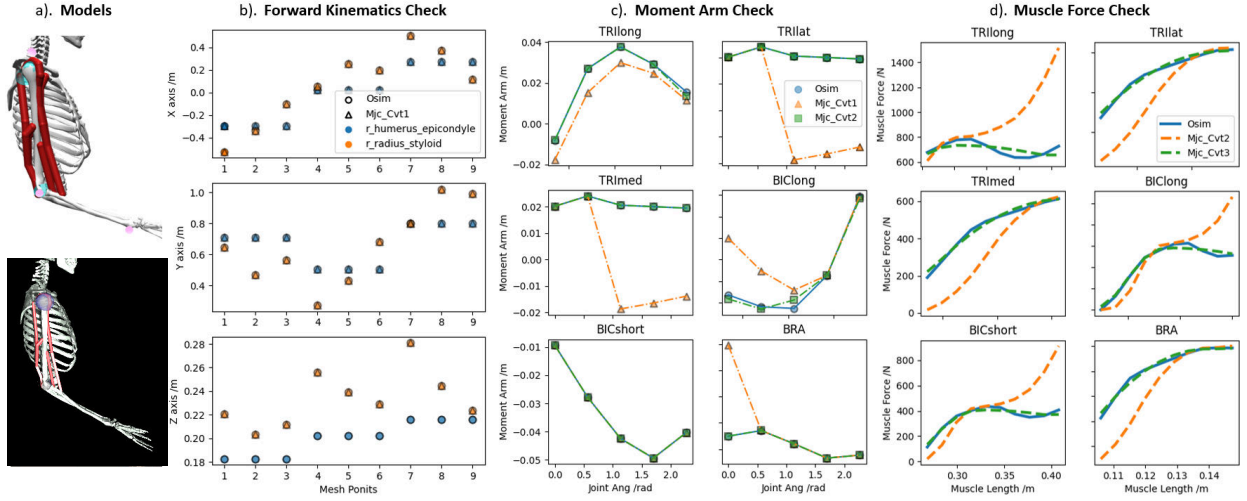 a). Models
b). Forward Kinematics Check
c). Moment Arm Check
d). Muscle Force Check
X axis /m
0.4
0.2
0.0
−0.2
−0.4
Osim
Mjc_Cvt1
r_humerus_epicondyle
r_radius_styloid
1 2 3 4 5 6 7 8 9
Y axis /m
1.0
0.8
0.6
0.4
1 2 3 4 5 6 7 8 9
Z axis /m
0.28
0.26
0.24
0.22
0.20
0.18
1 2 3 4 5 6 7 8 9
Mesh Ponits
TRIlong
TRIlat
Moment Arm /m
0.04
0.02
0.00
−0.02
Osim
Mjc_Cvt1
Mjc_Cvt2
TRImed
BIClong
Moment Arm /m
0.02
0.01
0.00
−0.01
−0.02
BICshort
BRA
Moment Arm /m
−0.01
−0.02
−0.03
−0.04
−0.05
0.0 0.5 1.0 1.5 2.0
0.0 0.5 1.0 1.5 2.0
Joint Ang /rad
Joint Ang /rad
TRIlong
TRIlat
Muscle Force /N
1400
1200
1000
800
600
Osim
Mjc_Cvt2
Mjc_Cvt3
TRImed
BIClong
Muscle Force /N
600
400
200
0
BICshort
BRA
Muscle Force /N
800
600
400
200
0
0.30 0.35 0.40
0.11 0.12 0.13 0.14
Muscle Length /m
Muscle Length /m